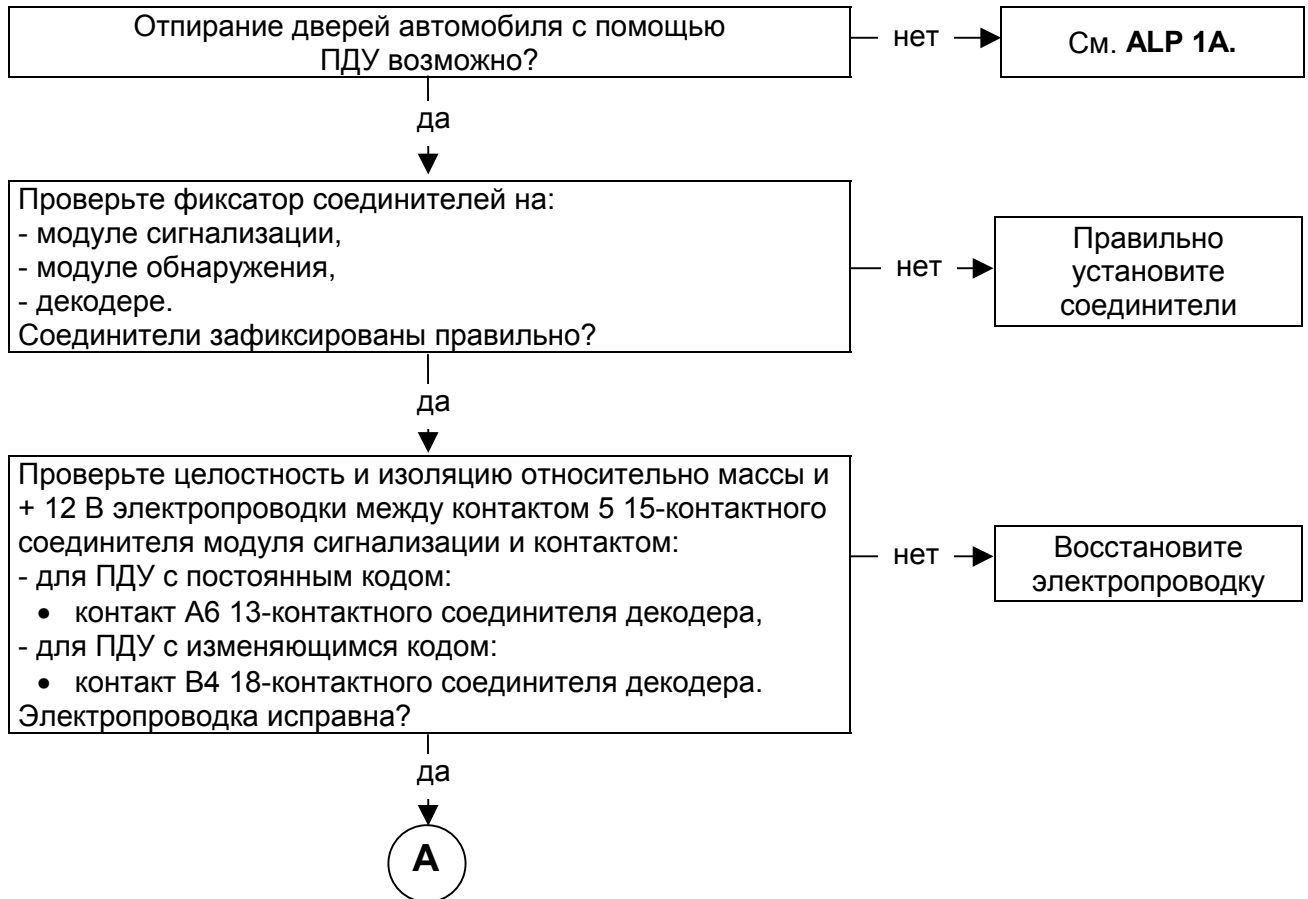 Отпирание дверей автомобиля с помощью
ПДУ возможно?
нет
См. ALP 1A.
да
Проверьте фиксатор соединителей на:
- модуле сигнализации,
- модуле обнаружения,
- декодере.
Соединители зафиксированы правильно?
нет
Правильно
установите
соединители
да
Проверьте целостность и изоляцию относительно массы и
+ 12 В электропроводки между контактом 5 15-контактного
соединителя модуля сигнализации и контактом:
- для ПДУ с постоянным кодом:
• контакт А6 13-контактного соединителя декодера,
- для ПДУ с изменяющимся кодом:
• контакт В4 18-контактного соединителя декодера.
Электропроводка исправна?
нет
Восстановите
электропроводку
да
А